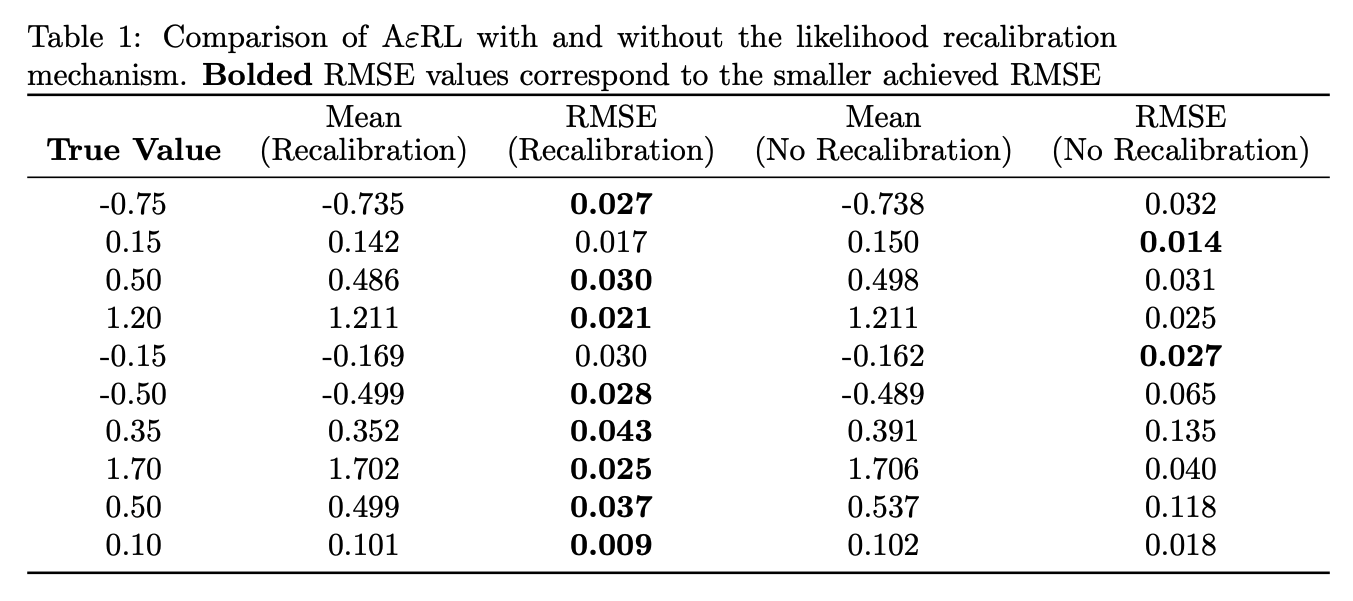 Table 1: Comparison of AεRL with and without the likelihood recalibration
mechanism. Bolded RMSE values correspond to the smaller achieved RMSE
Mean RMSE Mean RMSE
True Value (Recalibration) (Recalibration) (No Recalibration) (No Recalibration)
-0.75 -0.735 0.027 -0.738 0.032
0.15 0.142 0.017 0.150 0.014
0.50 0.486 0.030 0.498 0.031
1.20 1.211 0.021 1.211 0.025
-0.15 -0.169 0.030 -0.162 0.027
-0.50 -0.499 0.028 -0.489 0.065
0.35 0.352 0.043 0.391 0.135
1.70 1.702 0.025 1.706 0.040
0.50 0.499 0.037 0.537 0.118
0.10 0.101 0.009 0.102 0.018